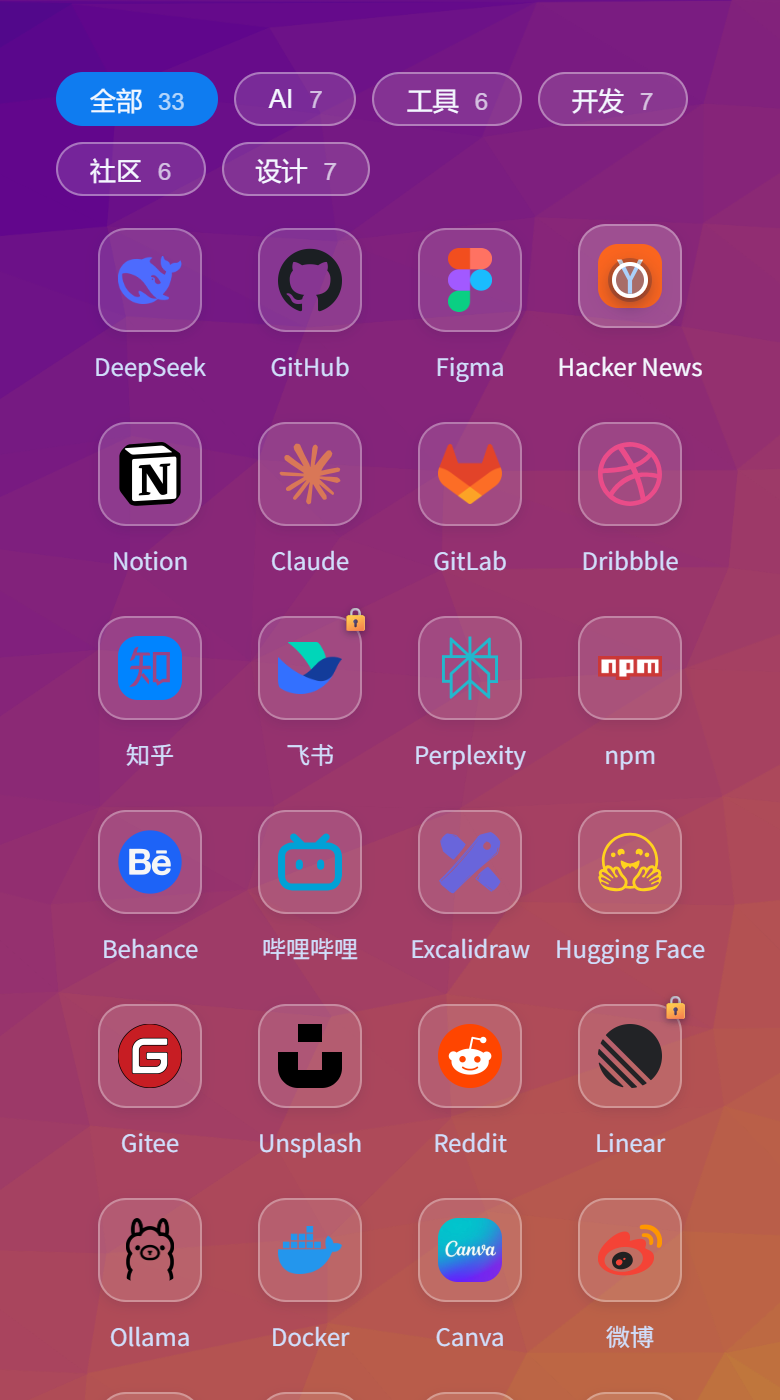 全部 33
AI 7
工具 6
开发 7
社区 6
设计 7
DeepSeek
GitHub
Figma
Y
Hacker News
N
Notion
Claude
GitLab
Dribbble
知
知乎
飞书
Perplexity
npm
npm
Bē
Behance
哔哩哔哩
Excalidraw
Hugging Face
G
Gitee
Unsplash
Reddit
Linear
Ollama
Docker
Canva
Canva
微博